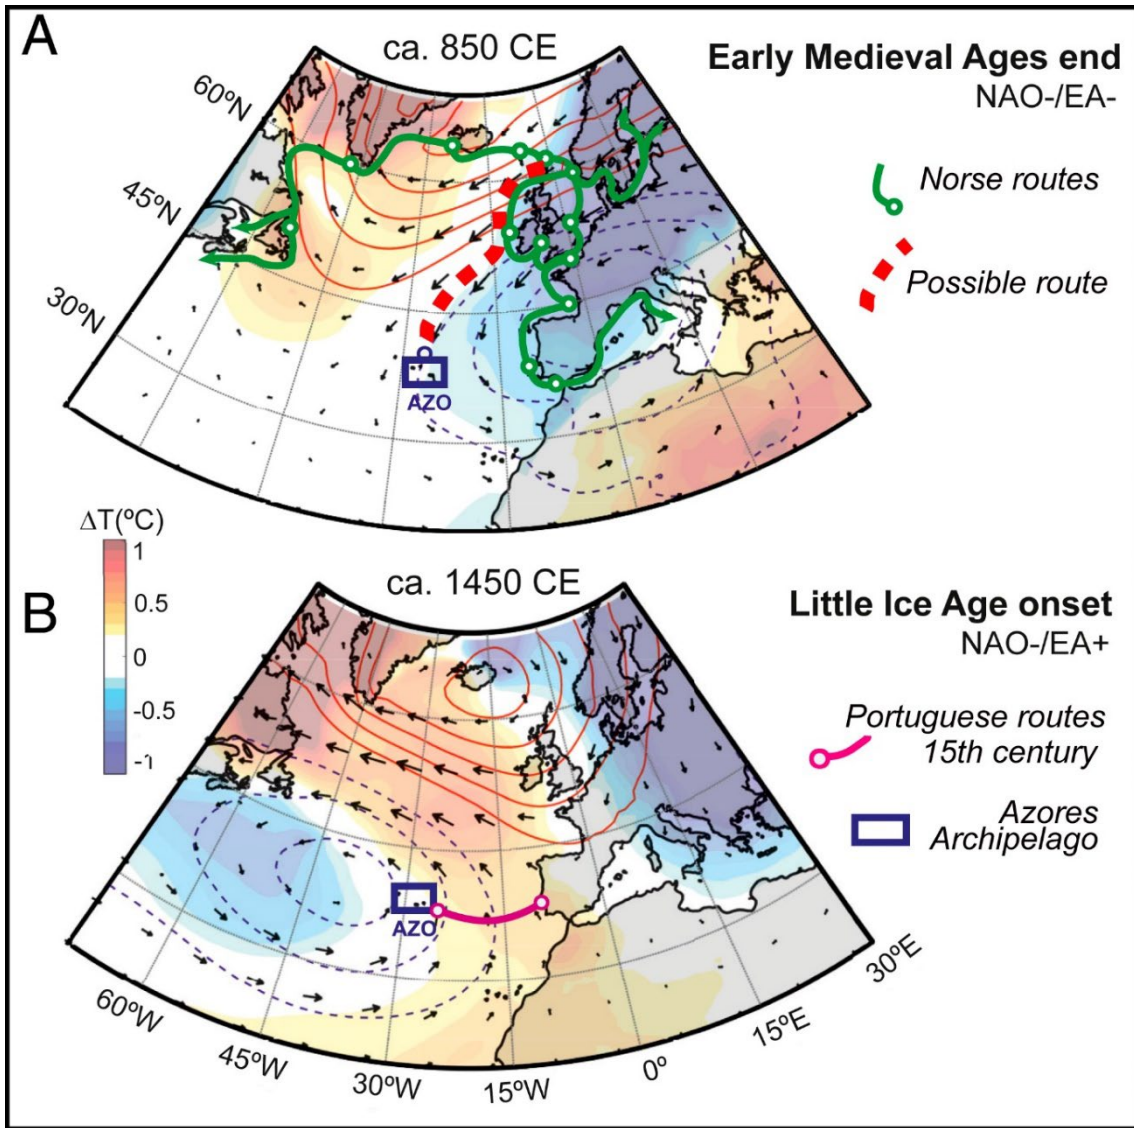 A
ca. 850 CE
Early Medieval Ages end
NAO-/EA-
60ºN
45ºN
30ºN
Norse routes
Possible route
AZO
ΔT(ºC)
1
0.5
0
-0.5
-1
B
ca. 1450 CE
Little Ice Age onset
NAO-/EA+
Portuguese routes
15th century
Azores
Archipelago
AZO
60ºW
45ºW
30ºW
15ºW
0º
15ºE
30ºE